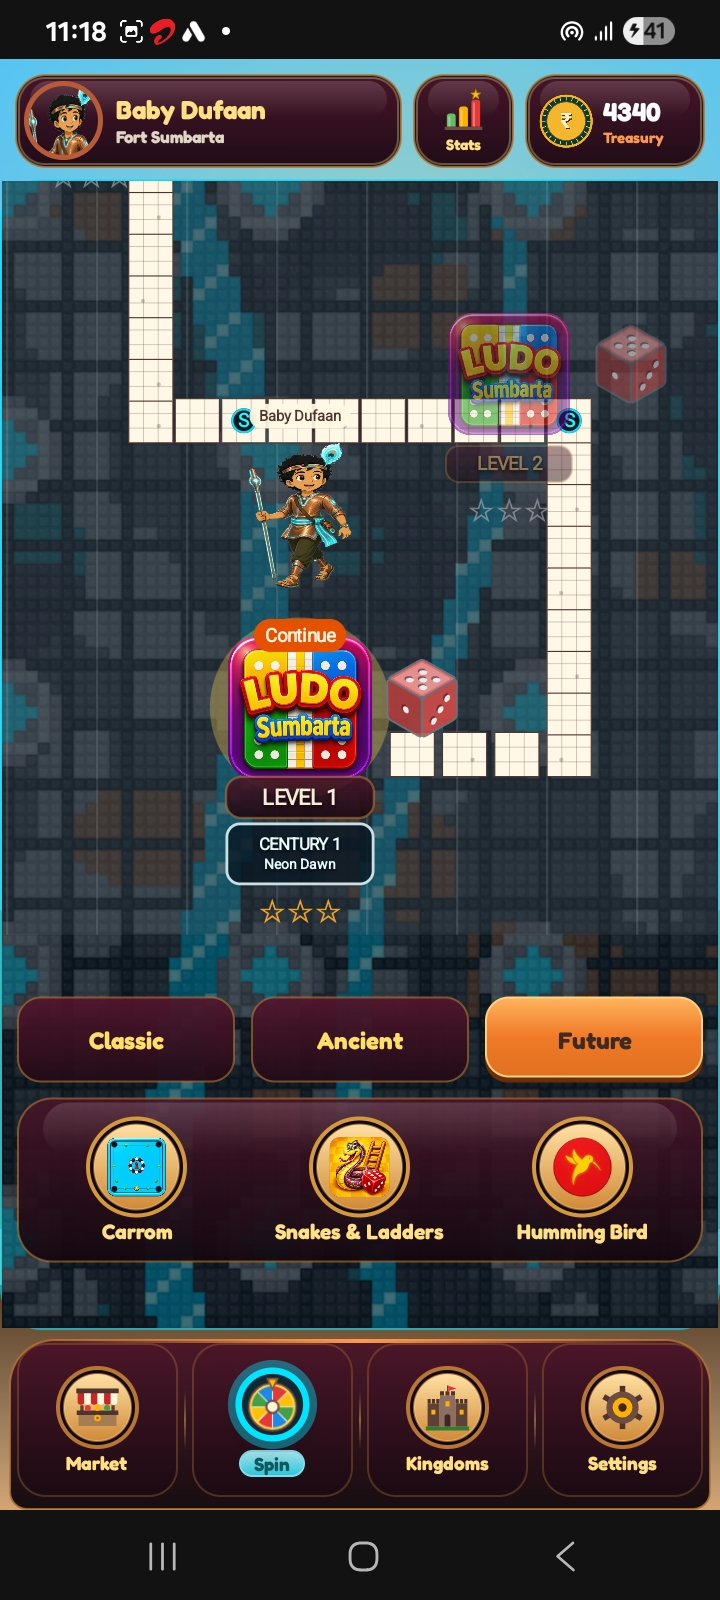 11:18
41
Baby Dufaan
Fort Sumbarta
Stats
4340
Treasury
LUDO
Sumbarta
S
Baby Dufaan
S
LEVEL 2
Continue
LUDO
Sumbarta
LEVEL 1
CENTURY 1
Neon Dawn
Classic
Ancient
Future
Carrom
Snakes & Ladders
Humming Bird
Market
Spin
Kingdoms
Settings